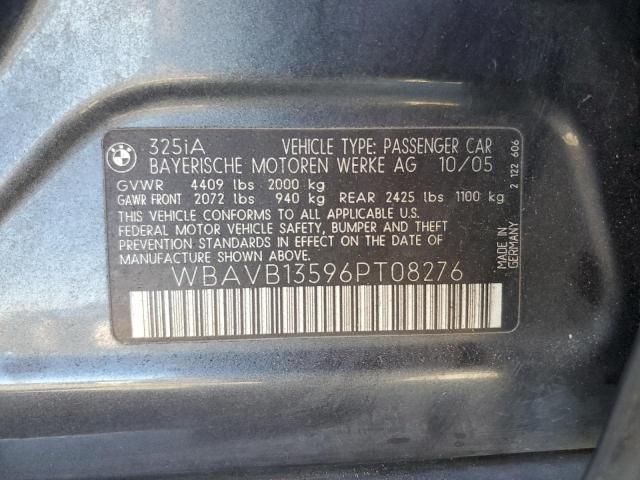 BMW
325iA VEHICLE TYPE: PASSENGER CAR
BAYERISCHE MOTOREN WERKE AG 10/05
GVWR 4409 lbs 2000 kg
GAWR FRONT 2072 lbs 940 kg REAR 2425 lbs 1100 kg
THIS VEHICLE CONFORMS TO ALL APPLICABLE U.S.
FEDERAL MOTOR VEHICLE SAFETY, BUMPER AND THEFT
PREVENTION STANDARDS IN EFFECT ON THE DATE OF
MANUFACTURE SHOWN ABOVE.
WBAVB13596PT08276
MADE IN
GERMANY
2 122 606